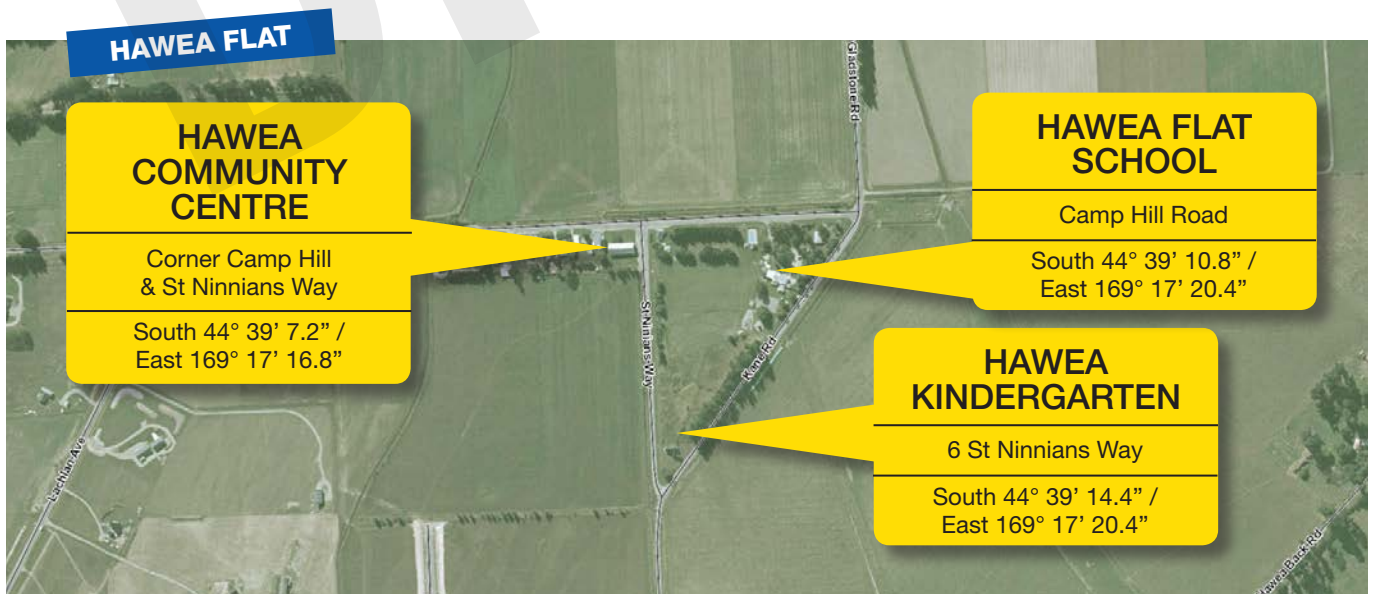 HAWEA FLAT
HAWEA
COMMUNITY
CENTRE
Corner Camp Hill
& St Ninnians Way
South 44° 39’ 7.2” /
East 169° 17’ 16.8”
Gladstone Rd
HAWEA FLAT
SCHOOL
Camp Hill Road
South 44° 39’ 10.8” /
East 169° 17’ 20.4”
St Ninians Way
Kane Rd
HAWEA
KINDERGARTEN
6 St Ninnians Way
South 44° 39’ 14.4” /
East 169° 17’ 20.4”
Lachlan Ave
Hawea Back Rd